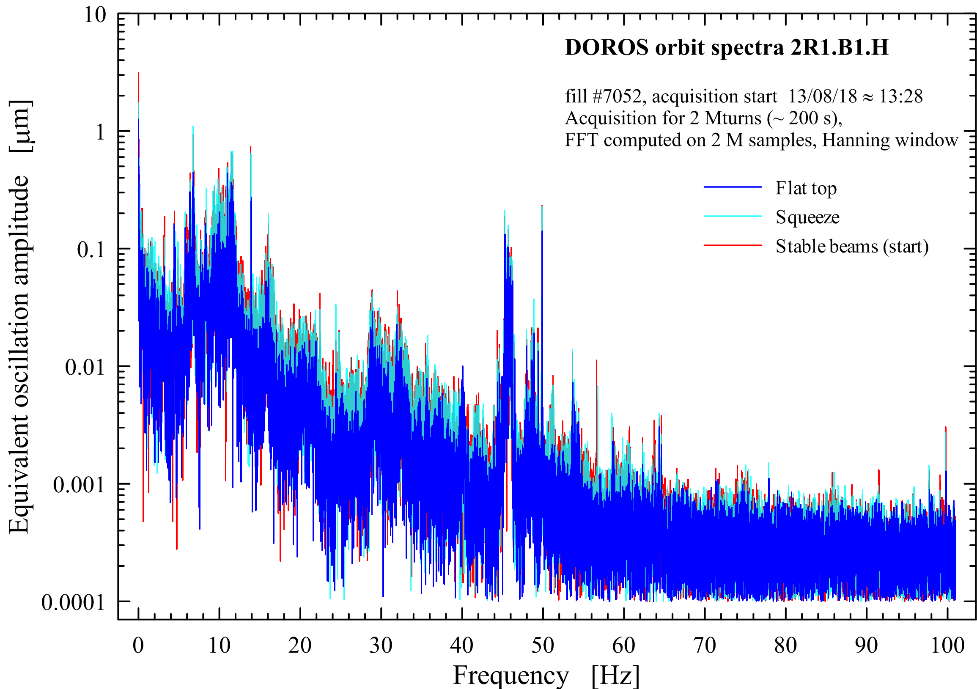 DOROS orbit spectra 2R1.B1.H
fill #7052, acquisition start 13/08/18 ≈ 13:28
Acquisition for 2 Mturns (~ 200 s),
FFT computed on 2 M samples, Hanning window
Flat top
Squeeze
Stable beams (start)
Equivalent oscillation amplitude [µm]
10
1
0.1
0.01
0.001
0.0001
0 10 20 30 40 50 60 70 80 90 100
Frequency [Hz]